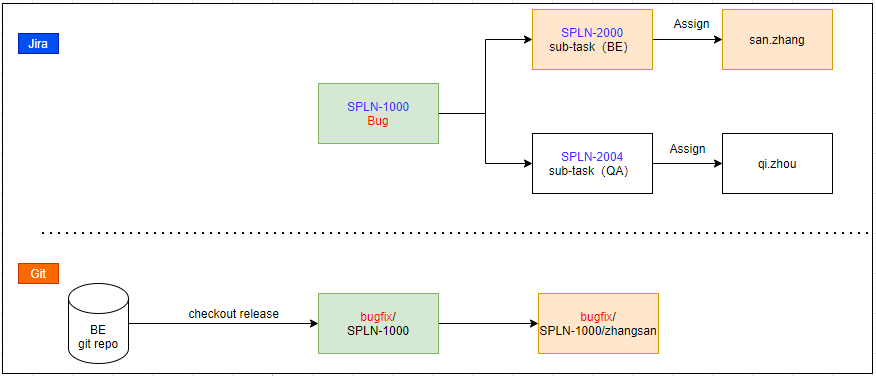 Jira
SPLN-2000
sub-task（BE）
Assign
san.zhang
SPLN-1000
Bug
SPLN-2004
sub-task（QA）
Assign
qi.zhou
Git
BE
git repo
checkout release
bugfix/
SPLN-1000
bugfix/
SPLN-1000/zhangsan